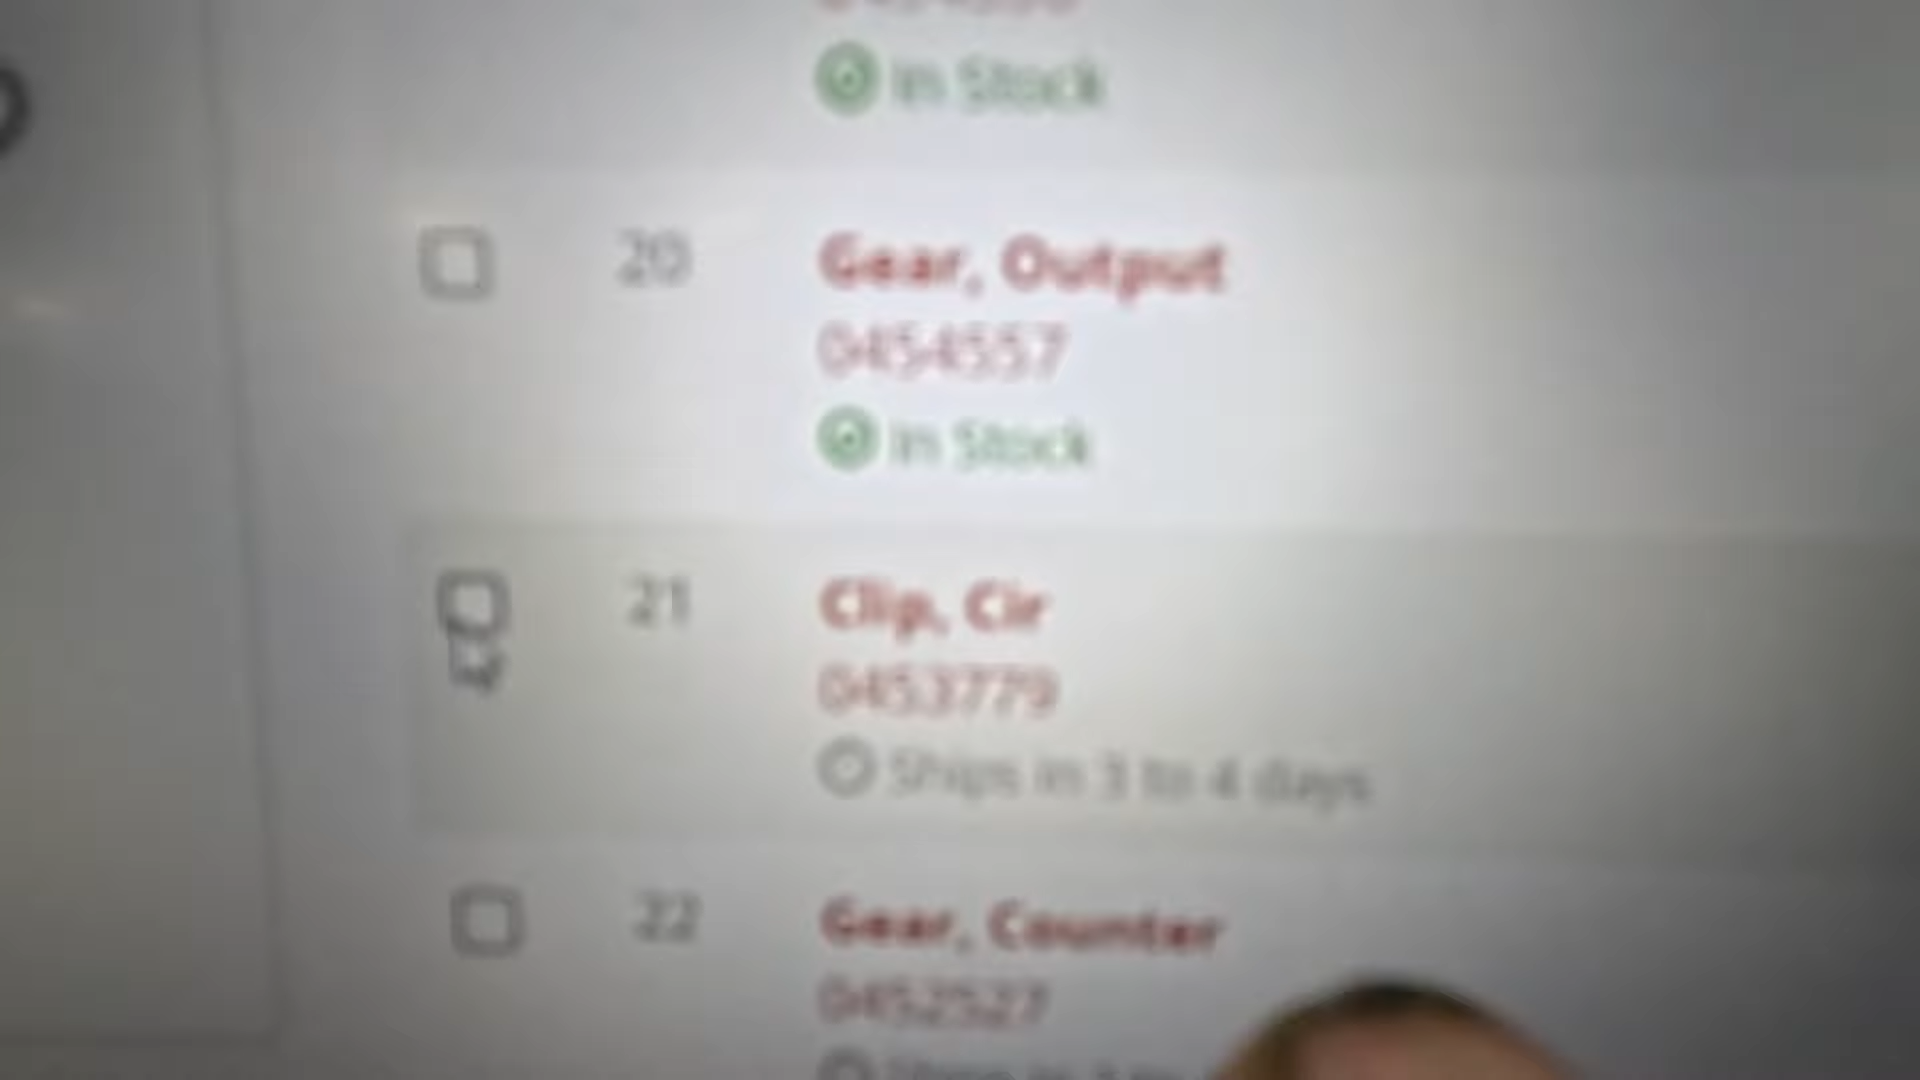 In Stock
20
Gear, Output
0454557
In Stock
21
Clip, Cir
0453779
Ships in 3 to 4 days
22
Gear, Counter
0452527